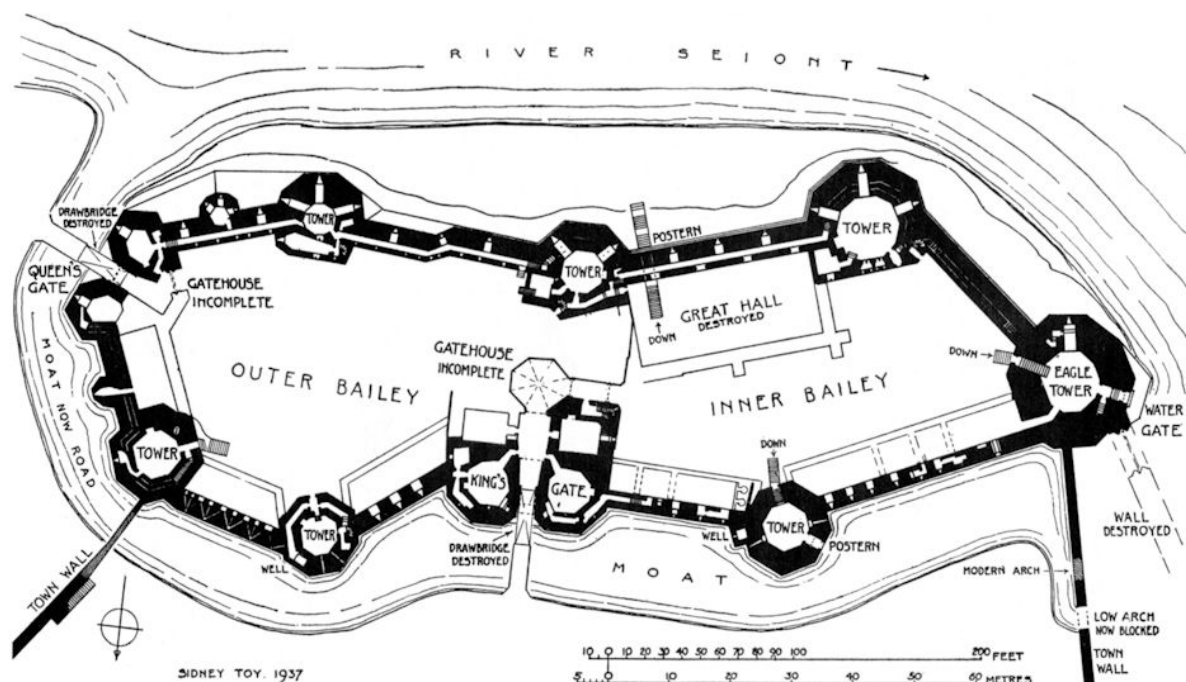 RIVER SEIONT
DRAWBRIDGE
DESTROYED
TOWER
TOWER
POSTERN
TOWER
QUEEN'S
GATE
GATEHOUSE
INCOMPLETE
GREAT HALL
DESTROYED
DOWN
GATEHOUSE
INCOMPLETE
DOWN
EAGLE
TOWER
OUTER BAILEY
INNER BAILEY
WATER
GATE
MOAT NOW ROAD
TOWER
DOWN
KING'S
GATE
WALL
DESTROYED
TOWER
WELL
TOWER
POSTERN
WELL
DRAWBRIDGE
DESTROYED
MOAT
MODERN ARCH
TOWN WALL
LOW ARCH
NOW BLOCKED
TOWN
WALL
SIDNEY TOY. 1937
10 0 10 20 30 40 50 60 70 80 90 100 200 FEET
5 0 10 20 30 40 50 60 METRES